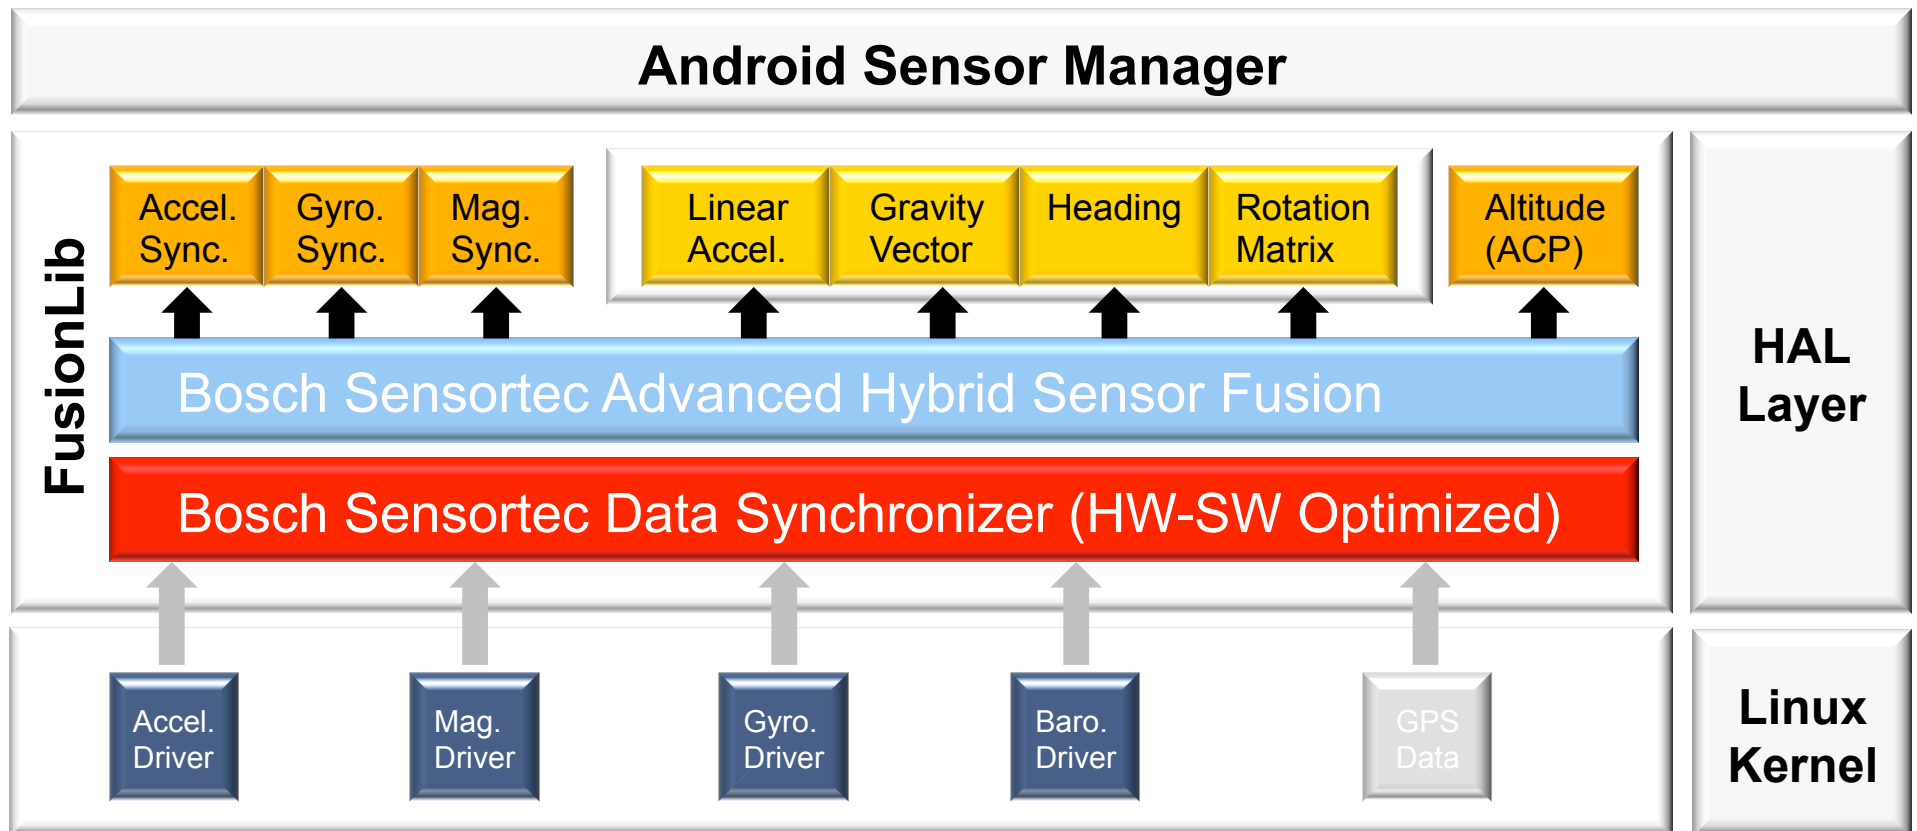 Android Sensor Manager
FusionLib
Accel.
Sync.
Gyro.
Sync.
Mag.
Sync.
Linear
Accel.
Gravity
Vector
Heading
Rotation
Matrix
Altitude
(ACP)
Bosch Sensortec Advanced Hybrid Sensor Fusion
Bosch Sensortec Data Synchronizer (HW-SW Optimized)
HAL
Layer
Accel.
Driver
Mag.
Driver
Gyro.
Driver
Baro.
Driver
GPS
Data
Linux
Kernel